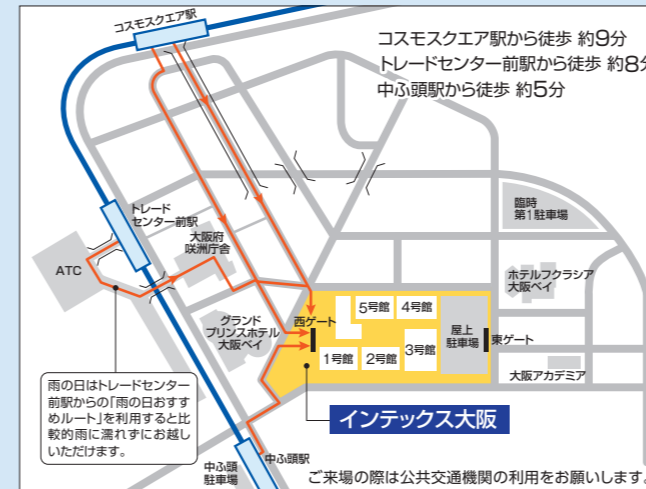 コスモスクエア駅
コスモスクエア駅から徒歩 約9分
トレードセンター前駅から徒歩 約8分
中ふ頭駅から徒歩 約5分
トレード
センター前駅
大阪府
咲洲庁舎
ATC
臨時
第1駐車場
ホテルフクラシア
大阪ベイ
グランド
プリンスホテル
大阪ベイ
西ゲート
5号館
4号館
1号館
2号館
3号館
屋上
駐車場
東ゲート
大阪アカデミア
雨の日はトレードセンター
前駅からの「雨の日おすす
めルート」を利用すると比
較的雨に濡れずにお越し
いただけます。
インテックス大阪
中ふ頭
駐車場
中ふ頭駅
ご来場の際は公共交通機関の利用をお願いします。